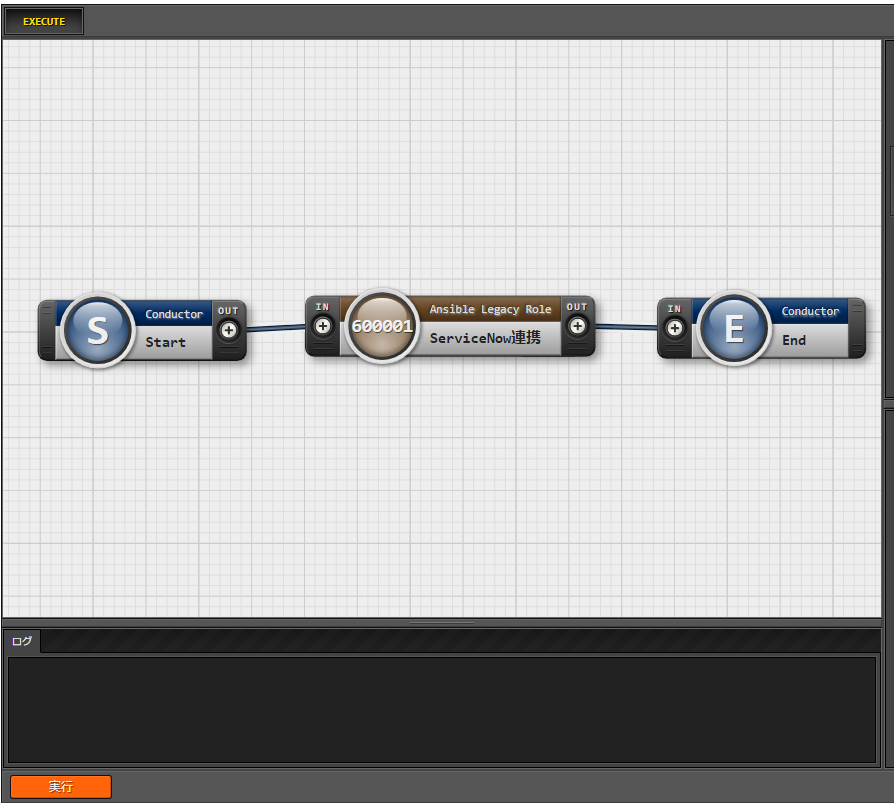 EXECUTE
Conductor
OUT
S
Start
IN
Ansible Legacy Role
OUT
600001
ServiceNow連携
IN
Conductor
E
End
ログ
実行